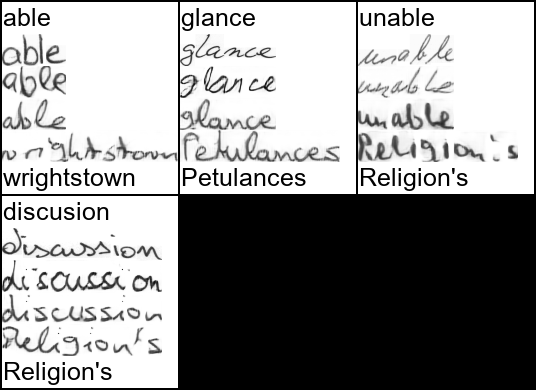 able
able
able
able
wrightstown
wrightstown
glance
glance
glance
glance
Petulances
Petulances
unable
unable
unable
unable
Religion's
Religion's
discusion
discussion
discussion
discussion
Religion's
Religion's